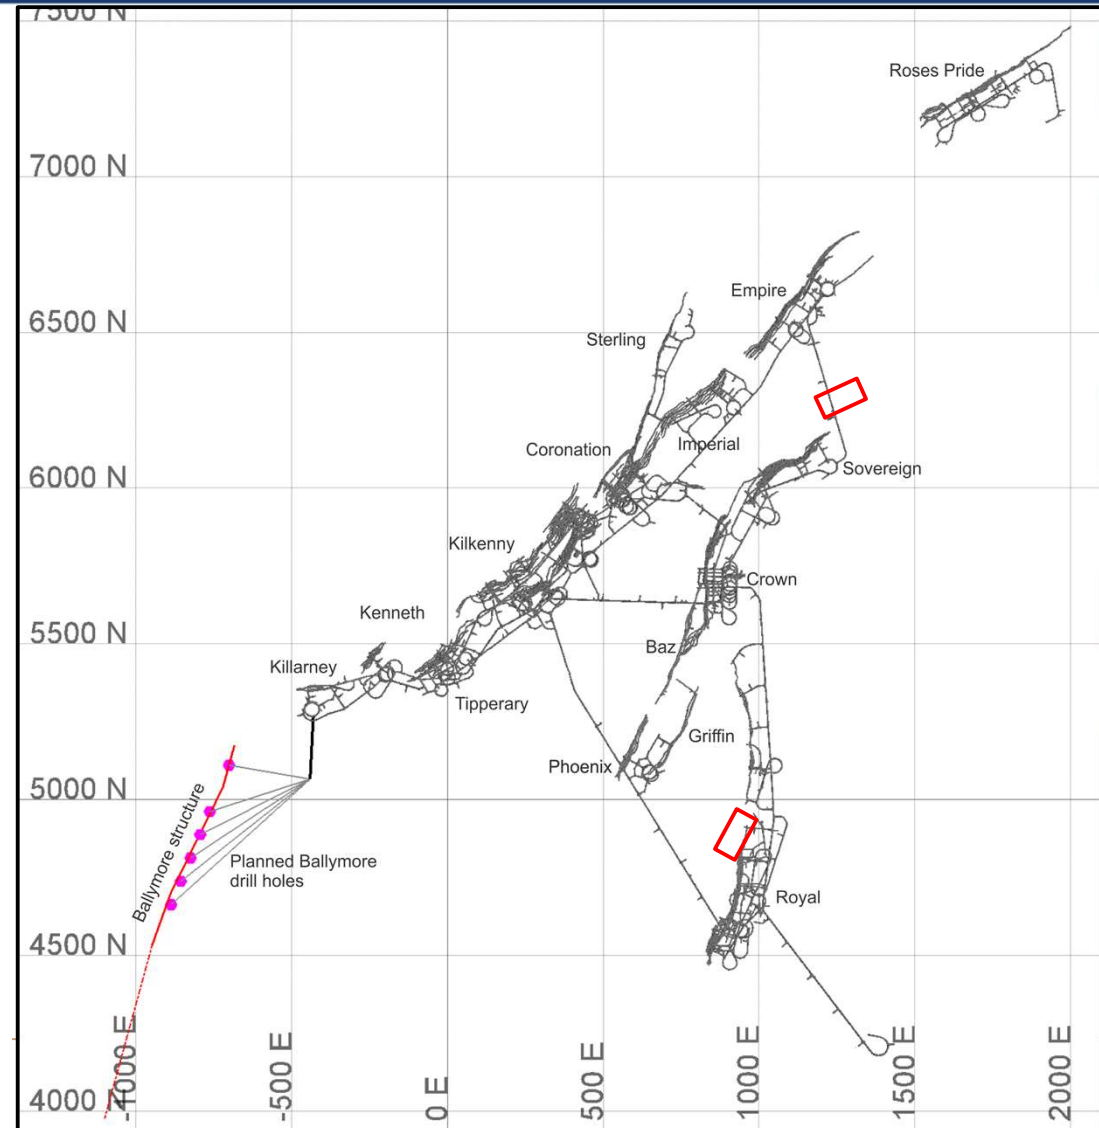 7500 N
Roses Pride
7000 N
Empire
6500 N
Sterling
Imperial
Coronation
6000 N
Sovereign
Kilkenny
Crown
Kenneth
5500 N
Baz
Killarney
Tipperary
Griffin
Phoenix
5000 N
Ballymore structure
Planned Ballymore
drill holes
Royal
4500 N
4000 N
-1000 E
-500 E
0 E
500 E
1000 E
1500 E
2000 E